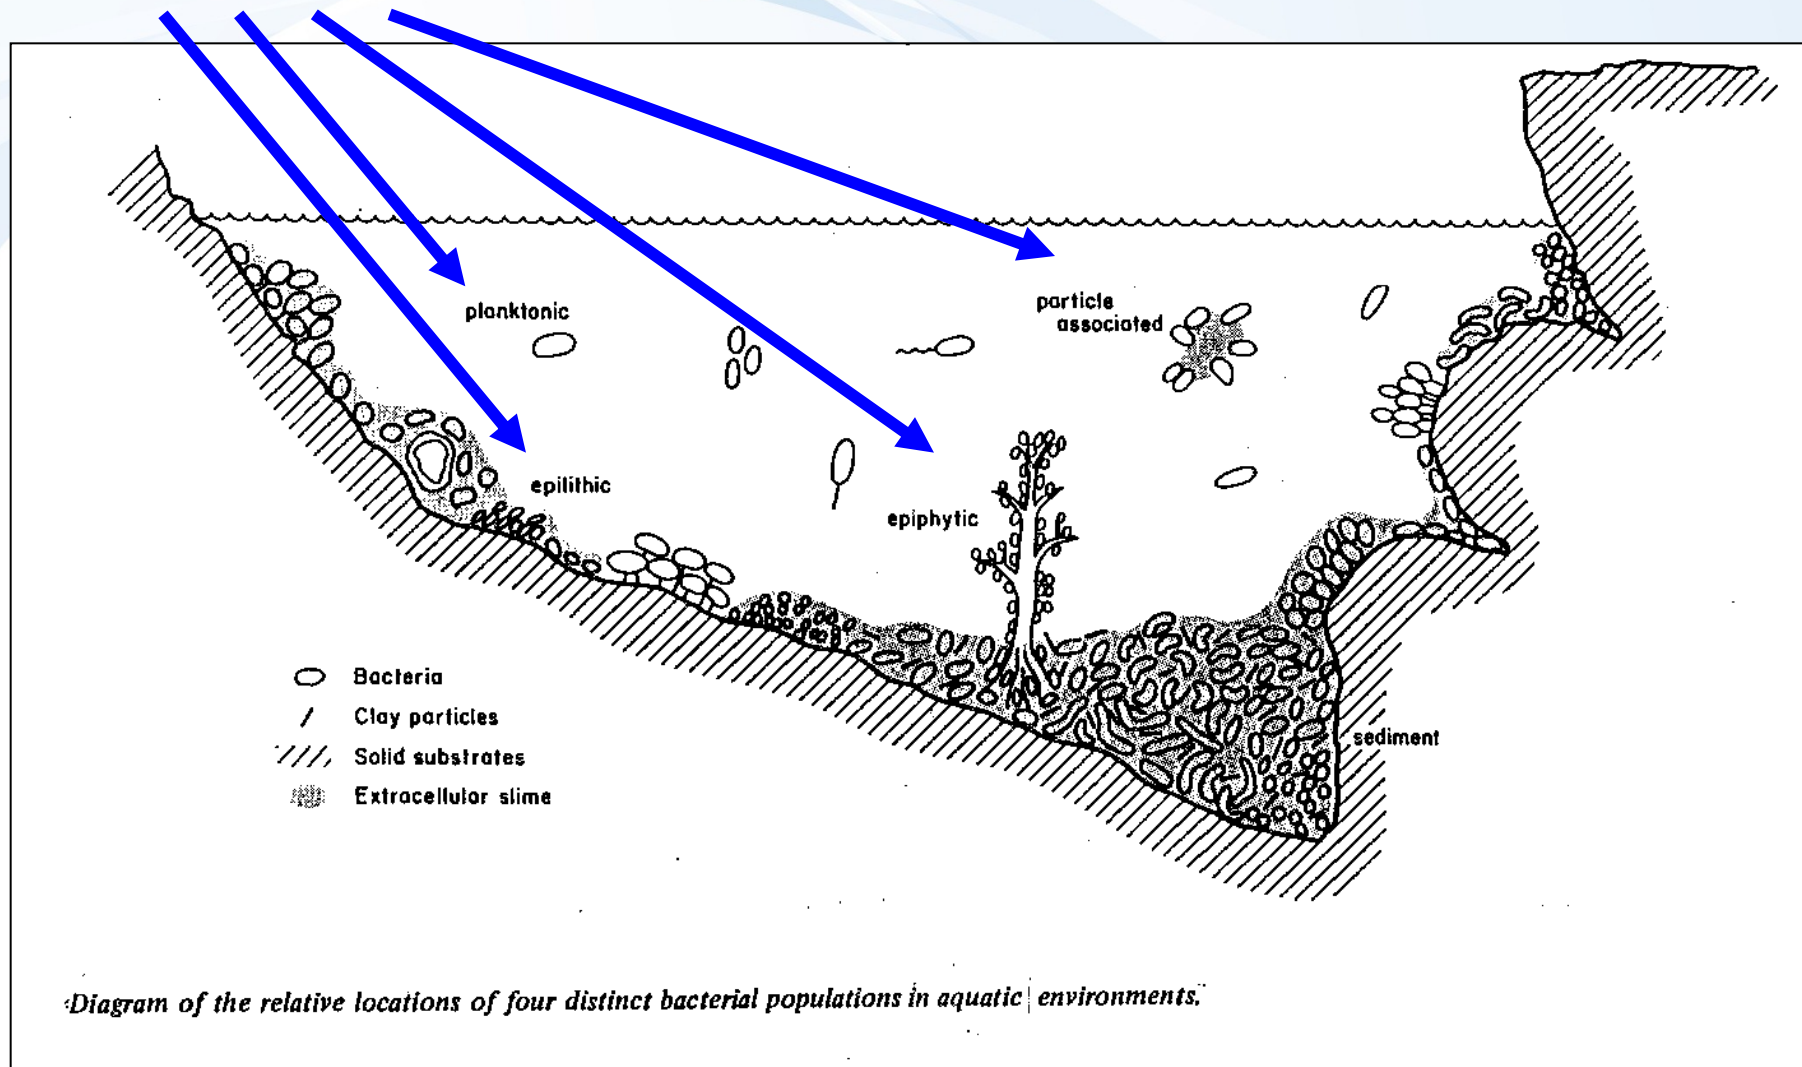 planktonic
particle
associated
epilithic
epiphytic
Bacteria
Clay particles
Solid substrates
Extracellular slime
sediment
Diagram of the relative locations of four distinct bacterial populations in aquatic environments.